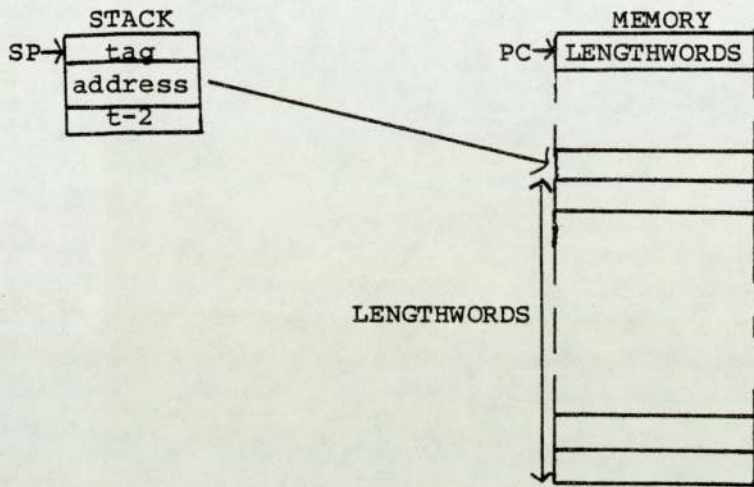 STACK
SP→ tag
address
t-2
MEMORY
PC→ LENGTHWORDS
LENGTHWORDS